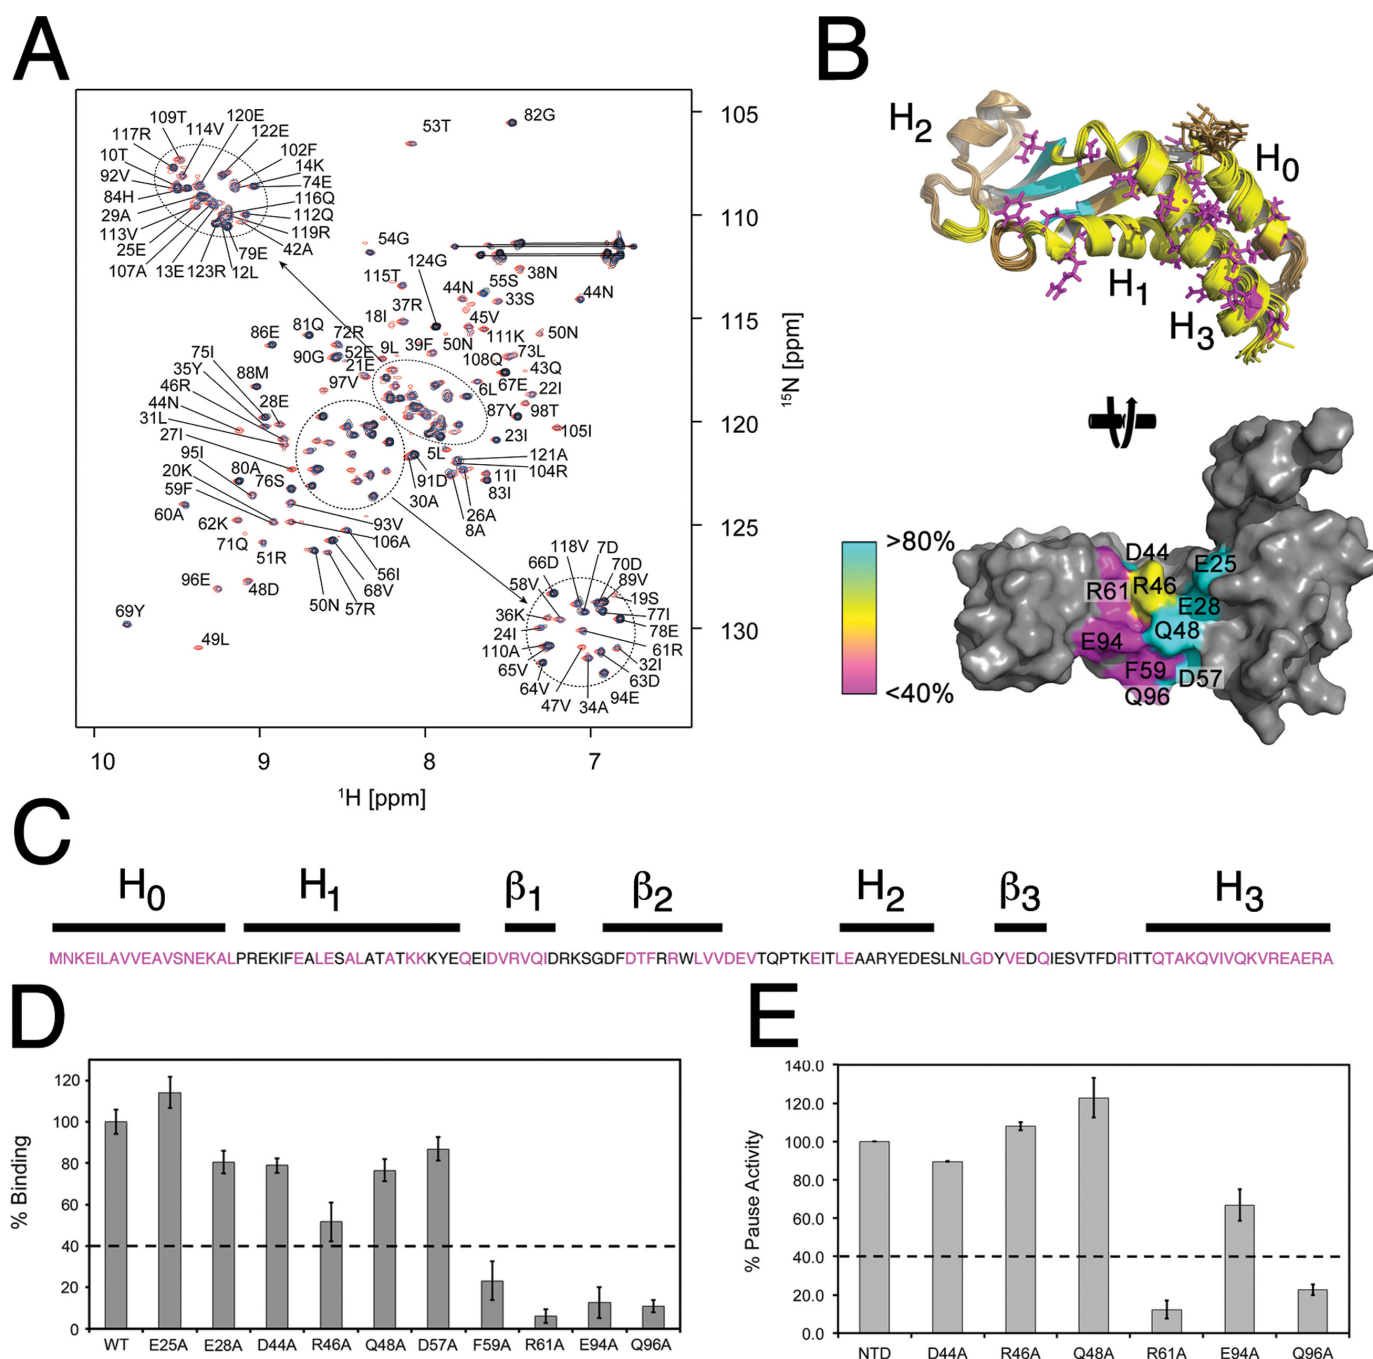 A
109T
120E
117R
114V
122E
10T
102F
92V
14K
84H
74E
29A
116Q
113V
112Q
25E
119R
107A
79E
42A
13E
123R
12L
53T
82G
54G
124G
115T
38N
44N
55S
44N
37R
33S
18I
45V
81Q
72R
50N
111K
50N
86E
52E
9L
39F
108Q
73L
90G
21E
43Q
75I
97V
67E
35Y
88M
6L
22I
46R
28E
87Y
98T
44N
23I
105I
31L
27I
5L
121A
95I
80A
91D
104R
20K
76S
11I
59F
30A
83I
60A
93V
26A
62K
106A
8A
71Q
51R
56I
118V
7D
68V
66D
70D
96E
48D
50N
58V
89V
57R
19S
69Y
36K
77I
24I
78E
49L
110A
61R
65V
32I
64V
63D
47V
34A
94E
105
110
115
120
125
130
15N [ppm]
10
9
8
7
1H [ppm]
B
H2
H0
H1
H3
>80%
<40%
D44
E25
R61
R46
E28
Q48
E94
F59
D57
Q96
C
H0 H1 β1 β2 H2 β3 H3
MNKEILAVVEAVSNEKALPREKIFEALESALATATKKKYEQEIDVRVQIDRKSGDFDTFRRWLVVDEVTQPTKEITLEAARYEDESLNLGDYVEDQIESVTFDRITTQTAKQVIVQKVREAERA
D
% Binding
120
100
80
60
40
20
0
WT E25A E28A D44A R46A Q48A D57A F59A R61A E94A Q96A
E
% Pause Activity
140.0
120.0
100.0
80.0
60.0
40.0
20.0
0.0
NTD D44A R46A Q48A R61A E94A Q96A